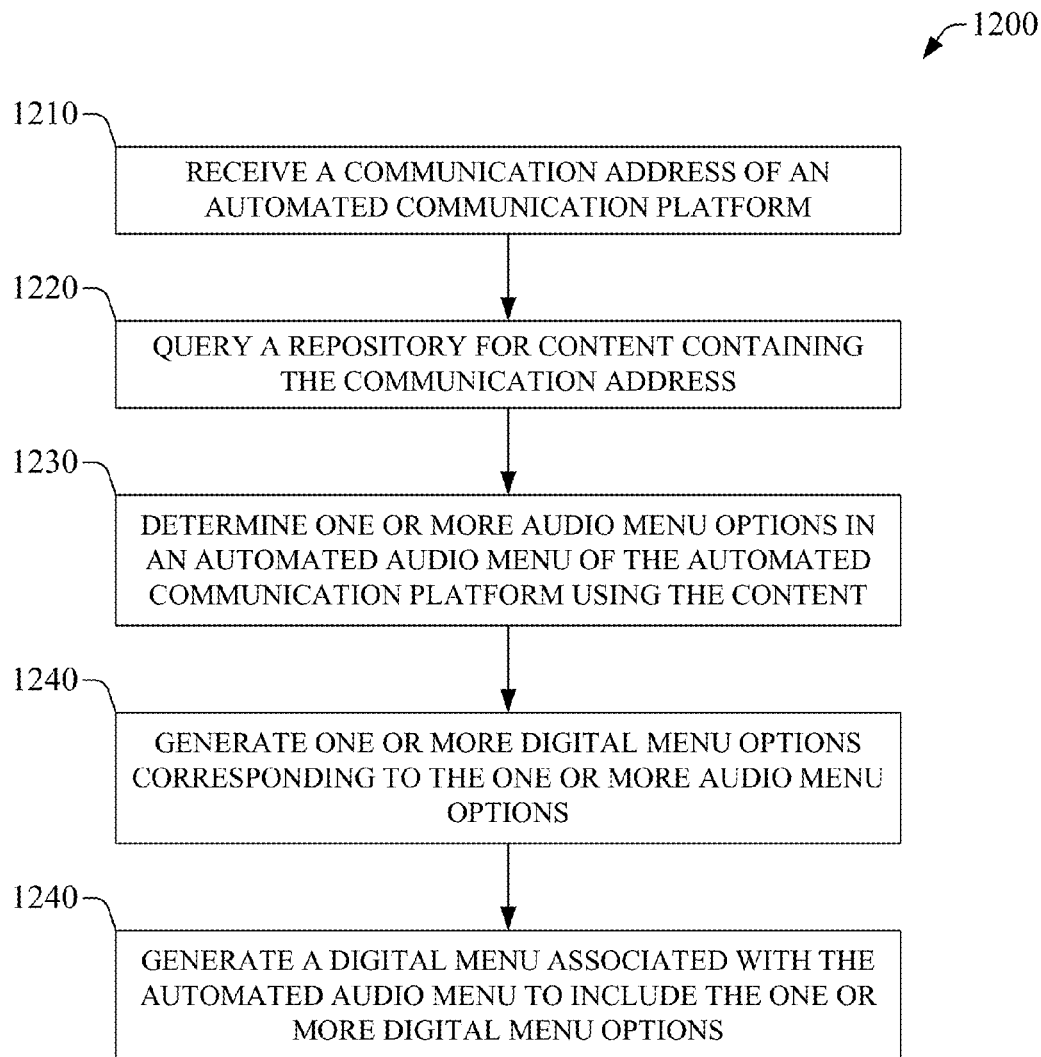 1200
1210
RECEIVE A COMMUNICATION ADDRESS OF AN
AUTOMATED COMMUNICATION PLATFORM
1220
QUERY A REPOSITORY FOR CONTENT CONTAINING
THE COMMUNICATION ADDRESS
1230
DETERMINE ONE OR MORE AUDIO MENU OPTIONS IN
AN AUTOMATED AUDIO MENU OF THE AUTOMATED
COMMUNICATION PLATFORM USING THE CONTENT
1240
GENERATE ONE OR MORE DIGITAL MENU OPTIONS
CORRESPONDING TO THE ONE OR MORE AUDIO MENU
OPTIONS
1240
GENERATE A DIGITAL MENU ASSOCIATED WITH THE
AUTOMATED AUDIO MENU TO INCLUDE THE ONE OR
MORE DIGITAL MENU OPTIONS